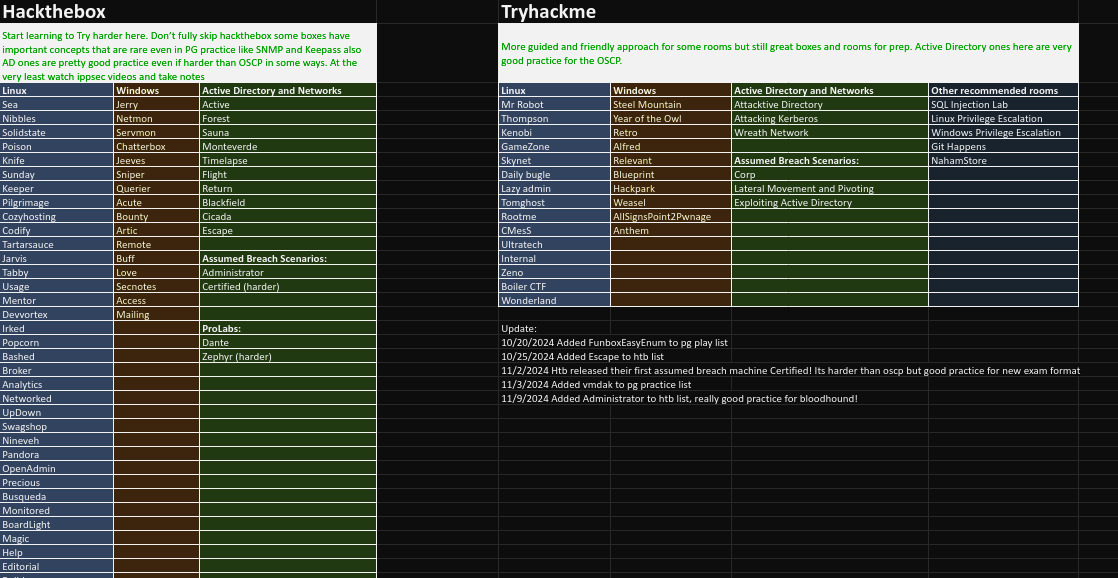 Hackthebox
Start learning to Try harder here. Don't fully skip hackthebox some boxes have
important concepts that are rare even in PG practice like SNMP and Keepass also
AD ones are pretty good practice even if harder than OSCP in some ways. At the
very least watch ippsec videos and take notes
Linux Windows Active Directory and Networks
Sea Jerry Active
Nibbles Netmon Forest
Solidstate Servmon Sauna
Poison Chatterbox Monteverde
Knife Jeeves Timelapse
Sunday Sniper Flight
Keeper Querier Return
Pilgrimage Acute Blackfield
Cozyhosting Bounty Cicada
Codify Artic Escape
Tartarsauce Remote
Jarvis Buff Assumed Breach Scenarios:
Tabby Love Administrator
Usage Secnotes Certified (harder)
Mentor Access
Devvortex Mailing
Irked ProLabs:
Popcorn Dante
Bashed Zephyr (harder)
Broker
Analytics
Networked
UpDown
Swagshop
Nineveh
Pandora
OpenAdmin
Precious
Busqueda
Monitored
BoardLight
Magic
Help
Editorial
Tryhackme
More guided and friendly approach for some rooms but still great boxes and rooms for prep. Active Directory ones here are very
good practice for the OSCP.
Linux Windows Active Directory and Networks Other recommended rooms
Mr Robot Steel Mountain Attacktive Directory SQL Injection Lab
Thompson Year of the Owl Attacking Kerberos Linux Privilege Escalation
Kenobi Retro Wreath Network Windows Privilege Escalation
GameZone Alfred Git Happens
Skynet Relevant Assumed Breach Scenarios: NahamStore
Daily bugle Blueprint Corp
Lazy admin Hackpark Lateral Movement and Pivoting
Tomghost Weasel Exploiting Active Directory
Rootme AllSignsPoint2Pwnage
CMesS Anthem
Ultratech
Internal
Zeno
Boiler CTF
Wonderland
Update:
10/20/2024 Added FunboxEasyEnum to pg play list
10/25/2024 Added Escape to htb list
11/2/2024 Htb released their first assumed breach machine Certified! Its harder than oscp but good practice for new exam format
11/3/2024 Added vmdak to pg practice list
11/9/2024 Added Administrator to htb list, really good practice for bloodhound!